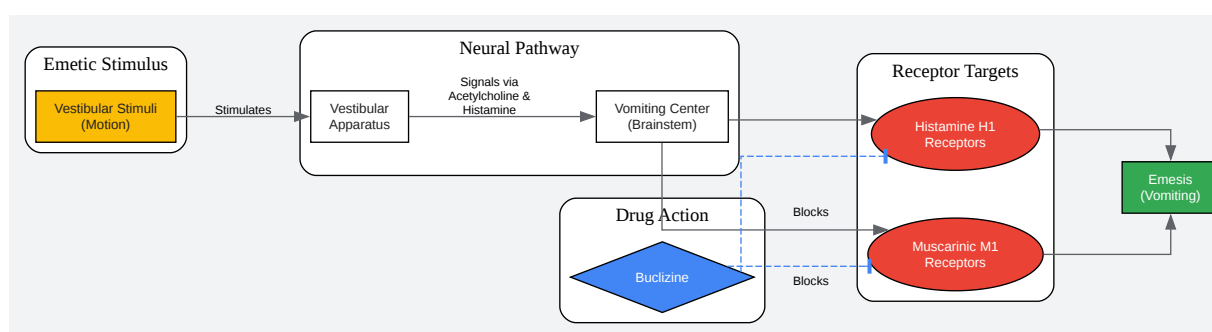 Emetic Stimulus
Vestibular Stimuli
(Motion)
Stimulates
Neural Pathway
Vestibular
Apparatus
Signals via
Acetylcholine &
Histamine
Vomiting Center
(Brainstem)
Drug Action
Buclizine
Blocks
Blocks
Receptor Targets
Histamine H1
Receptors
Muscarinic M1
Receptors
Emesis
(Vomiting)